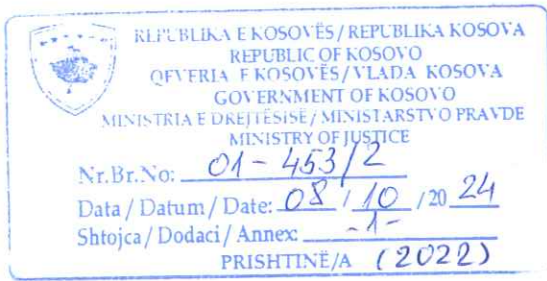 REPUBLIKA E KOSOVËS / REPUBLIKA KOSOVA
REPUBLIC OF KOSOVO
QEVERIA E KOSOVËS / VLADA KOSOVA
GOVERNMENT OF KOSOVO
MINISTRIA E DREJTËSISË / MINISTARSTVO PRAVDE
MINISTRY OF JUSTICE
Nr.Br.No: 01-453/2
Data / Datum / Date: 08 / 10 / 20 24
Shtojca / Dodaci / Annex: -1-
PRISHTINË/A (2022)